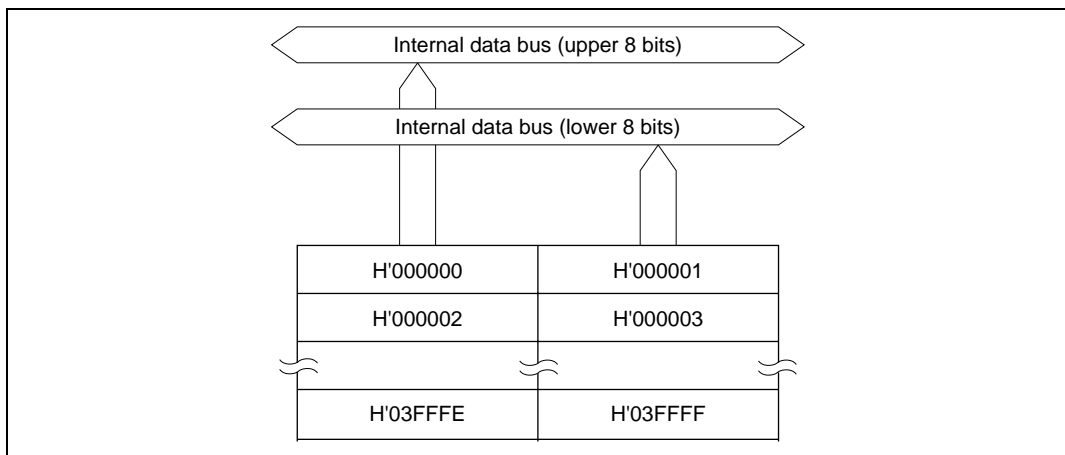 Internal data bus (upper 8 bits)
Internal data bus (lower 8 bits)
H'000000 H'000001
H'000002 H'000003
H'03FFFE H'03FFFF